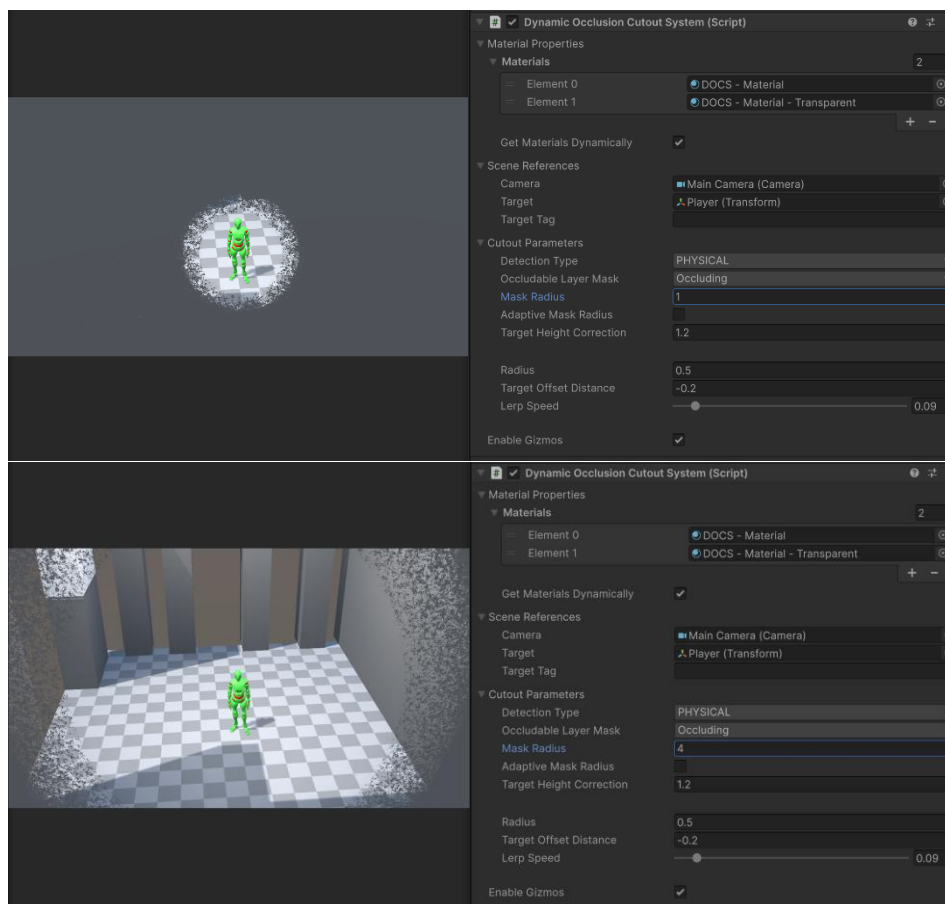 Dynamic Occlusion Cutout System (Script)
Material Properties
Materials 2
Element 0 DOCS - Material
Element 1 DOCS - Material - Transparent
+ -
Get Materials Dynamically
Scene References
Camera Main Camera (Camera)
Target Player (Transform)
Target Tag
Cutout Parameters
Detection Type PHYSICAL
Occludable Layer Mask Occluding
Mask Radius 1
Adaptive Mask Radius
Target Height Correction 1.2
Radius 0.5
Target Offset Distance -0.2
Lerp Speed 0.09
Enable Gizmos
Dynamic Occlusion Cutout System (Script)
Material Properties
Materials 2
Element 0 DOCS - Material
Element 1 DOCS - Material - Transparent
+ -
Get Materials Dynamically
Scene References
Camera Main Camera (Camera)
Target Player (Transform)
Target Tag
Cutout Parameters
Detection Type PHYSICAL
Occludable Layer Mask Occluding
Mask Radius 4
Adaptive Mask Radius
Target Height Correction 1.2
Radius 0.5
Target Offset Distance -0.2
Lerp Speed 0.09
Enable Gizmos